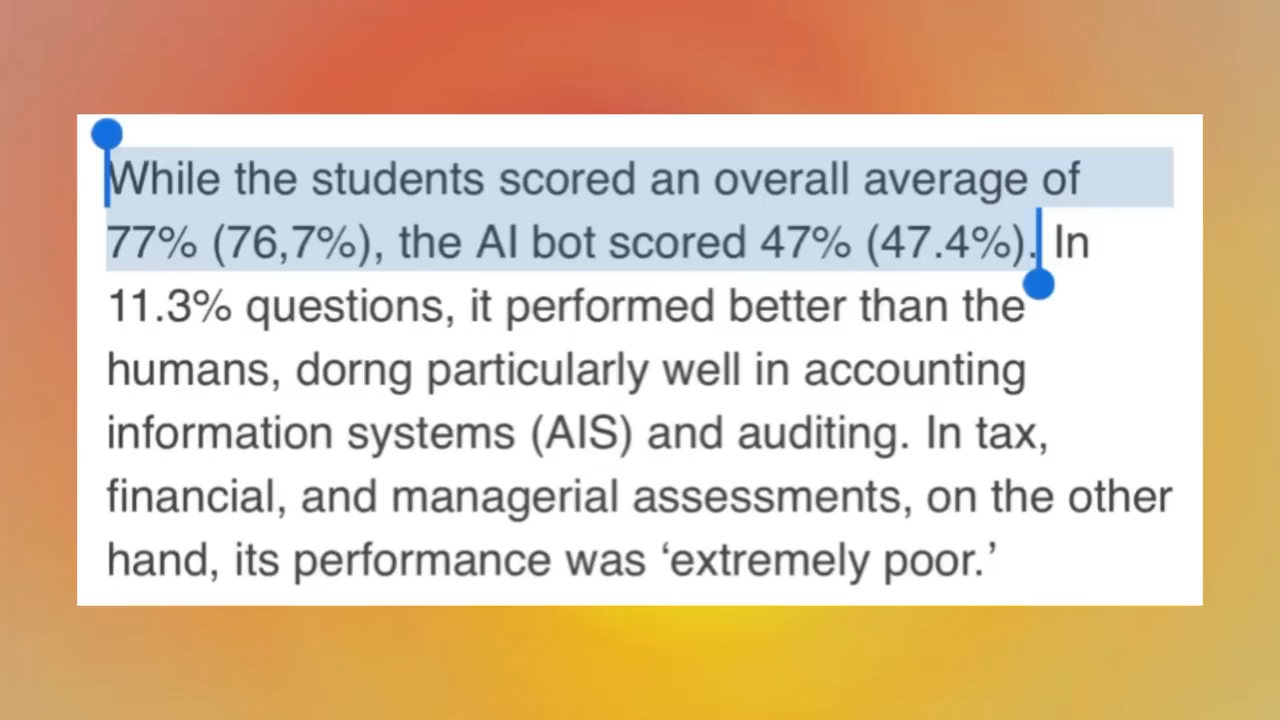 While the students scored an overall average of
77% (76,7%), the AI bot scored 47% (47.4%). In
11.3% questions, it performed better than the
humans, dorng particularly well in accounting
information systems (AIS) and auditing. In tax,
financial, and managerial assessments, on the other
hand, its performance was ‘extremely poor.’